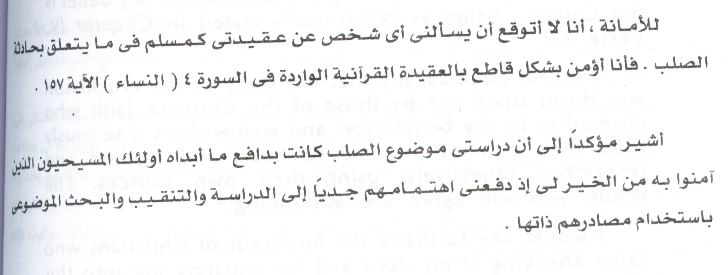 للأمانة ، أنا لا أتوقع أن يسألنى أى شخص عن عقيدتى كمسلم فى ما يتعلق بحادثة
الصلب . فأنا أؤمن بشكل قاطع بالعقيدة القرآنية الواردة فى السورة ٤ ( النساء ) الآية ١٥٧ .
أشير مؤكداً إلى أن دراستى موضوع الصلب كانت بدافع ما أبداه أولئك المسيحيون الذين
آمنوا به من الخير لى إذ دفعنى اهتمامهم جدياً إلى الدراسة والتنقيب والبحث الموضوعى
باستخدام مصادرهم ذاتها .